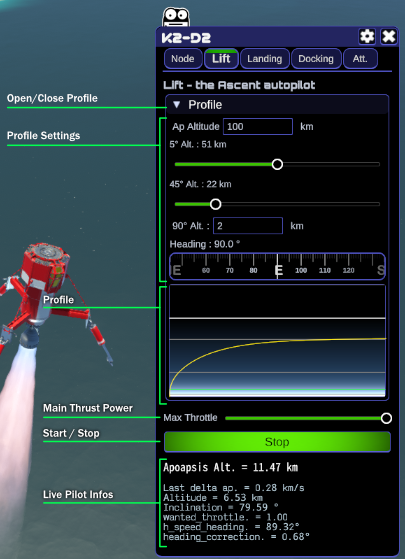 K2-D2
Node Lift Landing Docking Att.
Lift - the Ascent autopilot
Open/Close Profile
▼ Profile
Profile Settings
Ap Altitude 100 km
5° Alt. : 51 km
45° Alt. : 22 km
90° Alt. : 2 km
Heading : 90.0 °
60 70 80 E 100 110 120 S
Profile
Main Thrust Power
Max Throttle
Start / Stop
Stop
Live Pilot Infos
Apoapsis Alt. = 11.47 km
Last delta ap. = 0.28 km/s
Altitude = 6.53 km
Inclination = 79.59 °
wanted_throttle. = 1.00
h_speed_heading. = 89.32°
heading_correction. = 0.68°